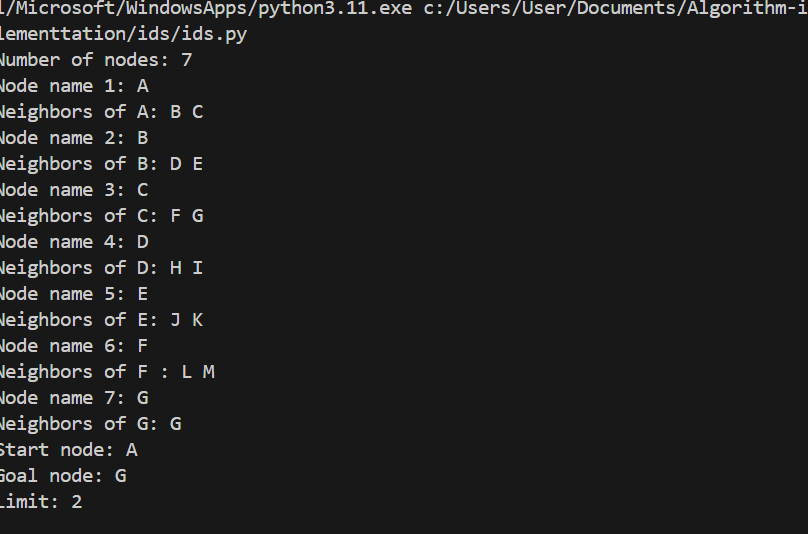 l/Microsoft/WindowsApps/python3.11.exe c:/Users/User/Documents/Algorithm-i
lementtation/ids/ids.py
Number of nodes: 7
Node name 1: A
Neighbors of A: B C
Node name 2: B
Neighbors of B: D E
Node name 3: C
Neighbors of C: F G
Node name 4: D
Neighbors of D: H I
Node name 5: E
Neighbors of E: J K
Node name 6: F
Neighbors of F : L M
Node name 7: G
Neighbors of G: G
Start node: A
Goal node: G
Limit: 2